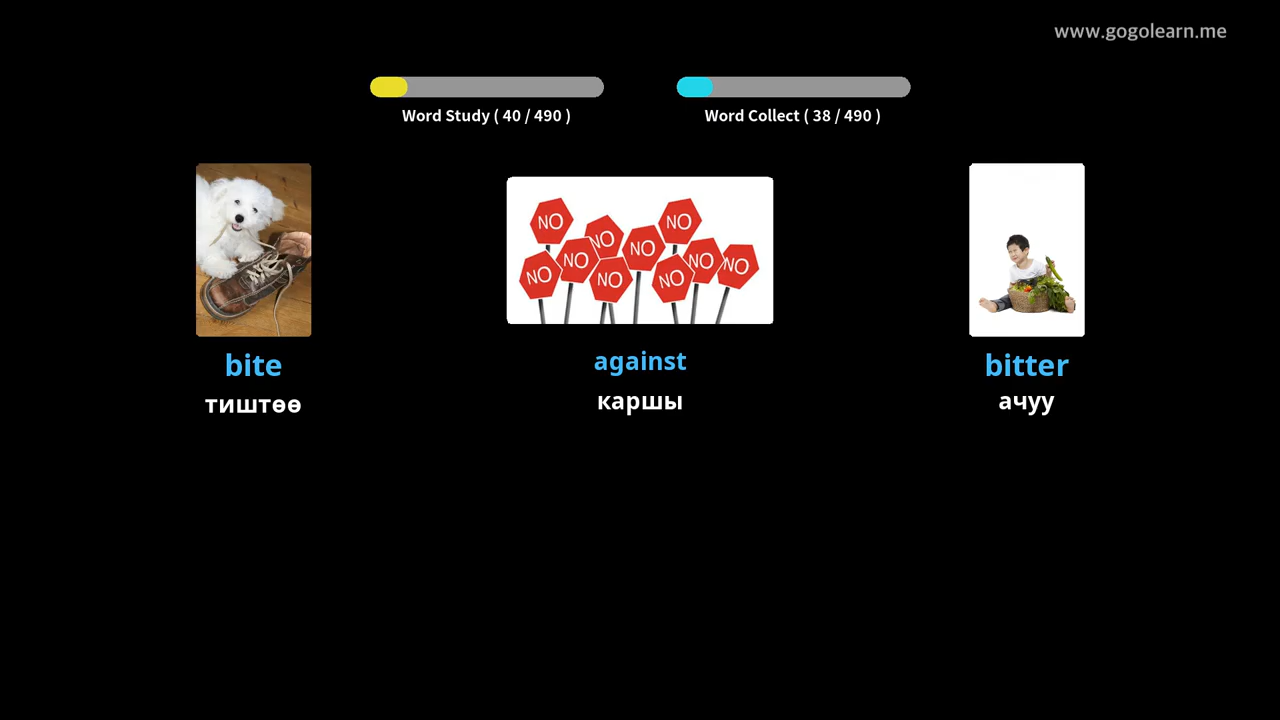 www.gogolearn.me
Word Study ( 40 / 490 )
Word Collect ( 38 / 490 )
NO
NO
NO
NO
NO
NO
NO
NO
NO
NO
bite
тиштөө
against
каршы
bitter
ачуу